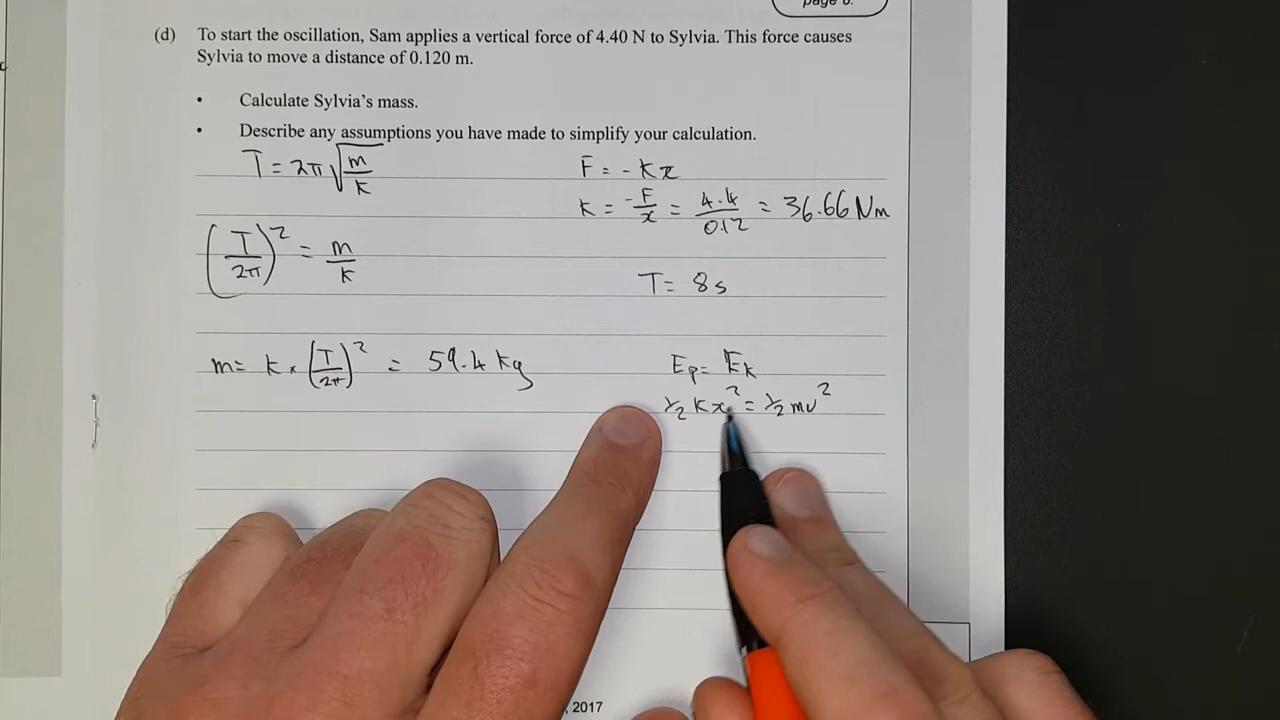 page 6.
(d) To start the oscillation, Sam applies a vertical force of 4.40 N to Sylvia. This force causes
Sylvia to move a distance of 0.120 m.
• Calculate Sylvia's mass.
• Describe any assumptions you have made to simplify your calculation.
T = 2π√(m/k)
F = -kx
k = -F/x = 4.4/0.12 = 36.66 Nm
(T/2π)² = m/k
T = 8s
m = k × (T/2π)² = 59.4 kg
Ep = Ek
½kx² = ½mv²
, 2017